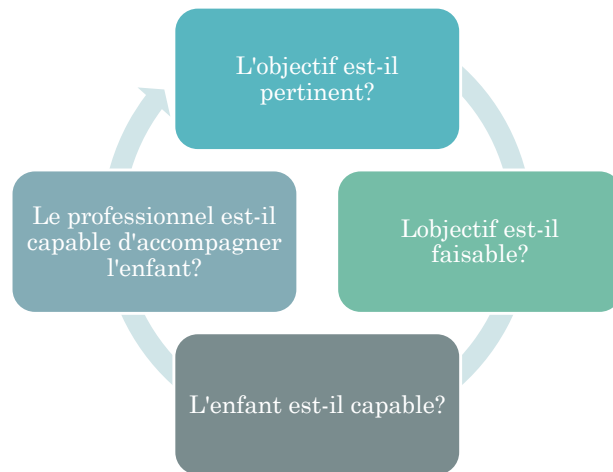 L'objectif est-il
pertinent?
Lobjectif est-il
faisable?
L'enfant est-il capable?
Le professionnel est-il
capable d'accompagner
l'enfant?